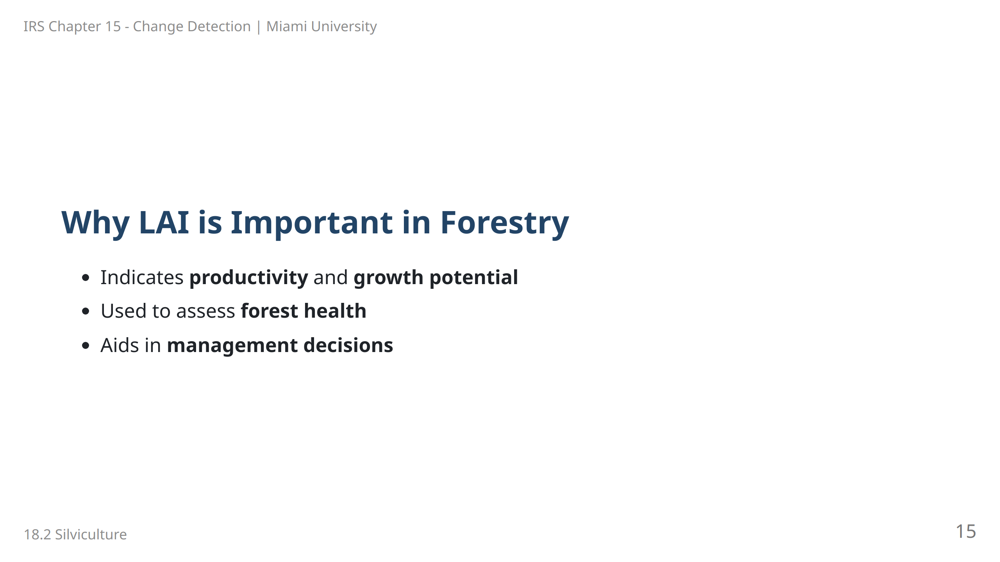 IRS Chapter 15 - Change Detection | Miami University
Why LAI is Important in Forestry
• Indicates productivity and growth potential
• Used to assess forest health
• Aids in management decisions
18.2 Silviculture
15